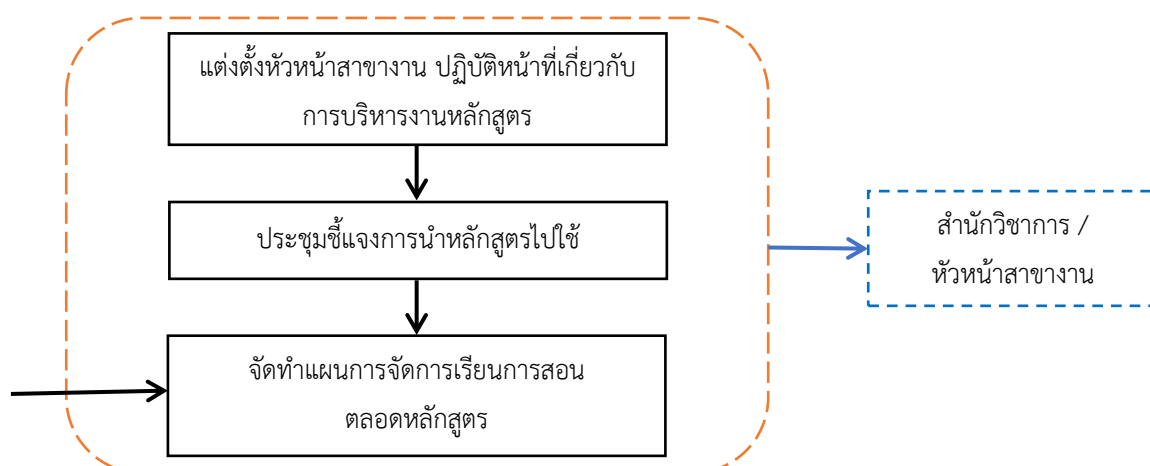 แต่งตั้งหัวหน้าสาขางาน ปฏิบัติหน้าที่เกี่ยวกับ
การบริหารงานหลักสูตร
ประชุมชี้แจงการนำหลักสูตรไปใช้
จัดทำแผนการจัดการเรียนการสอน
ตลอดหลักสูตร
สำนักวิชาการ /
หัวหน้าสาขางาน